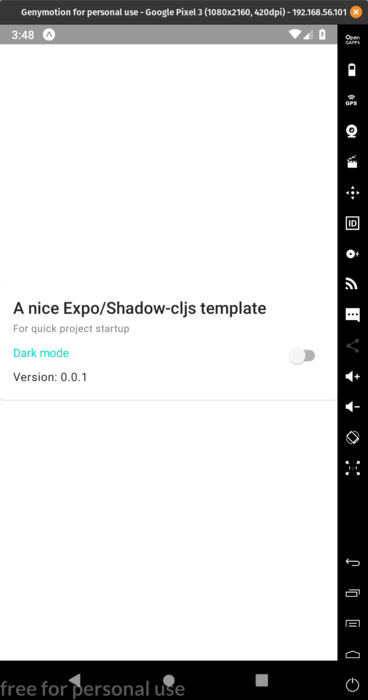 Genymotion for personal use - Google Pixel 3 (1080x2160, 420dpi) - 192.168.56.101
3:48
Open
GAPPS
GPS
ID
A nice Expo/Shadow-cljs template
For quick project startup
Dark mode
Version: 0.0.1
1:1
free for personal use